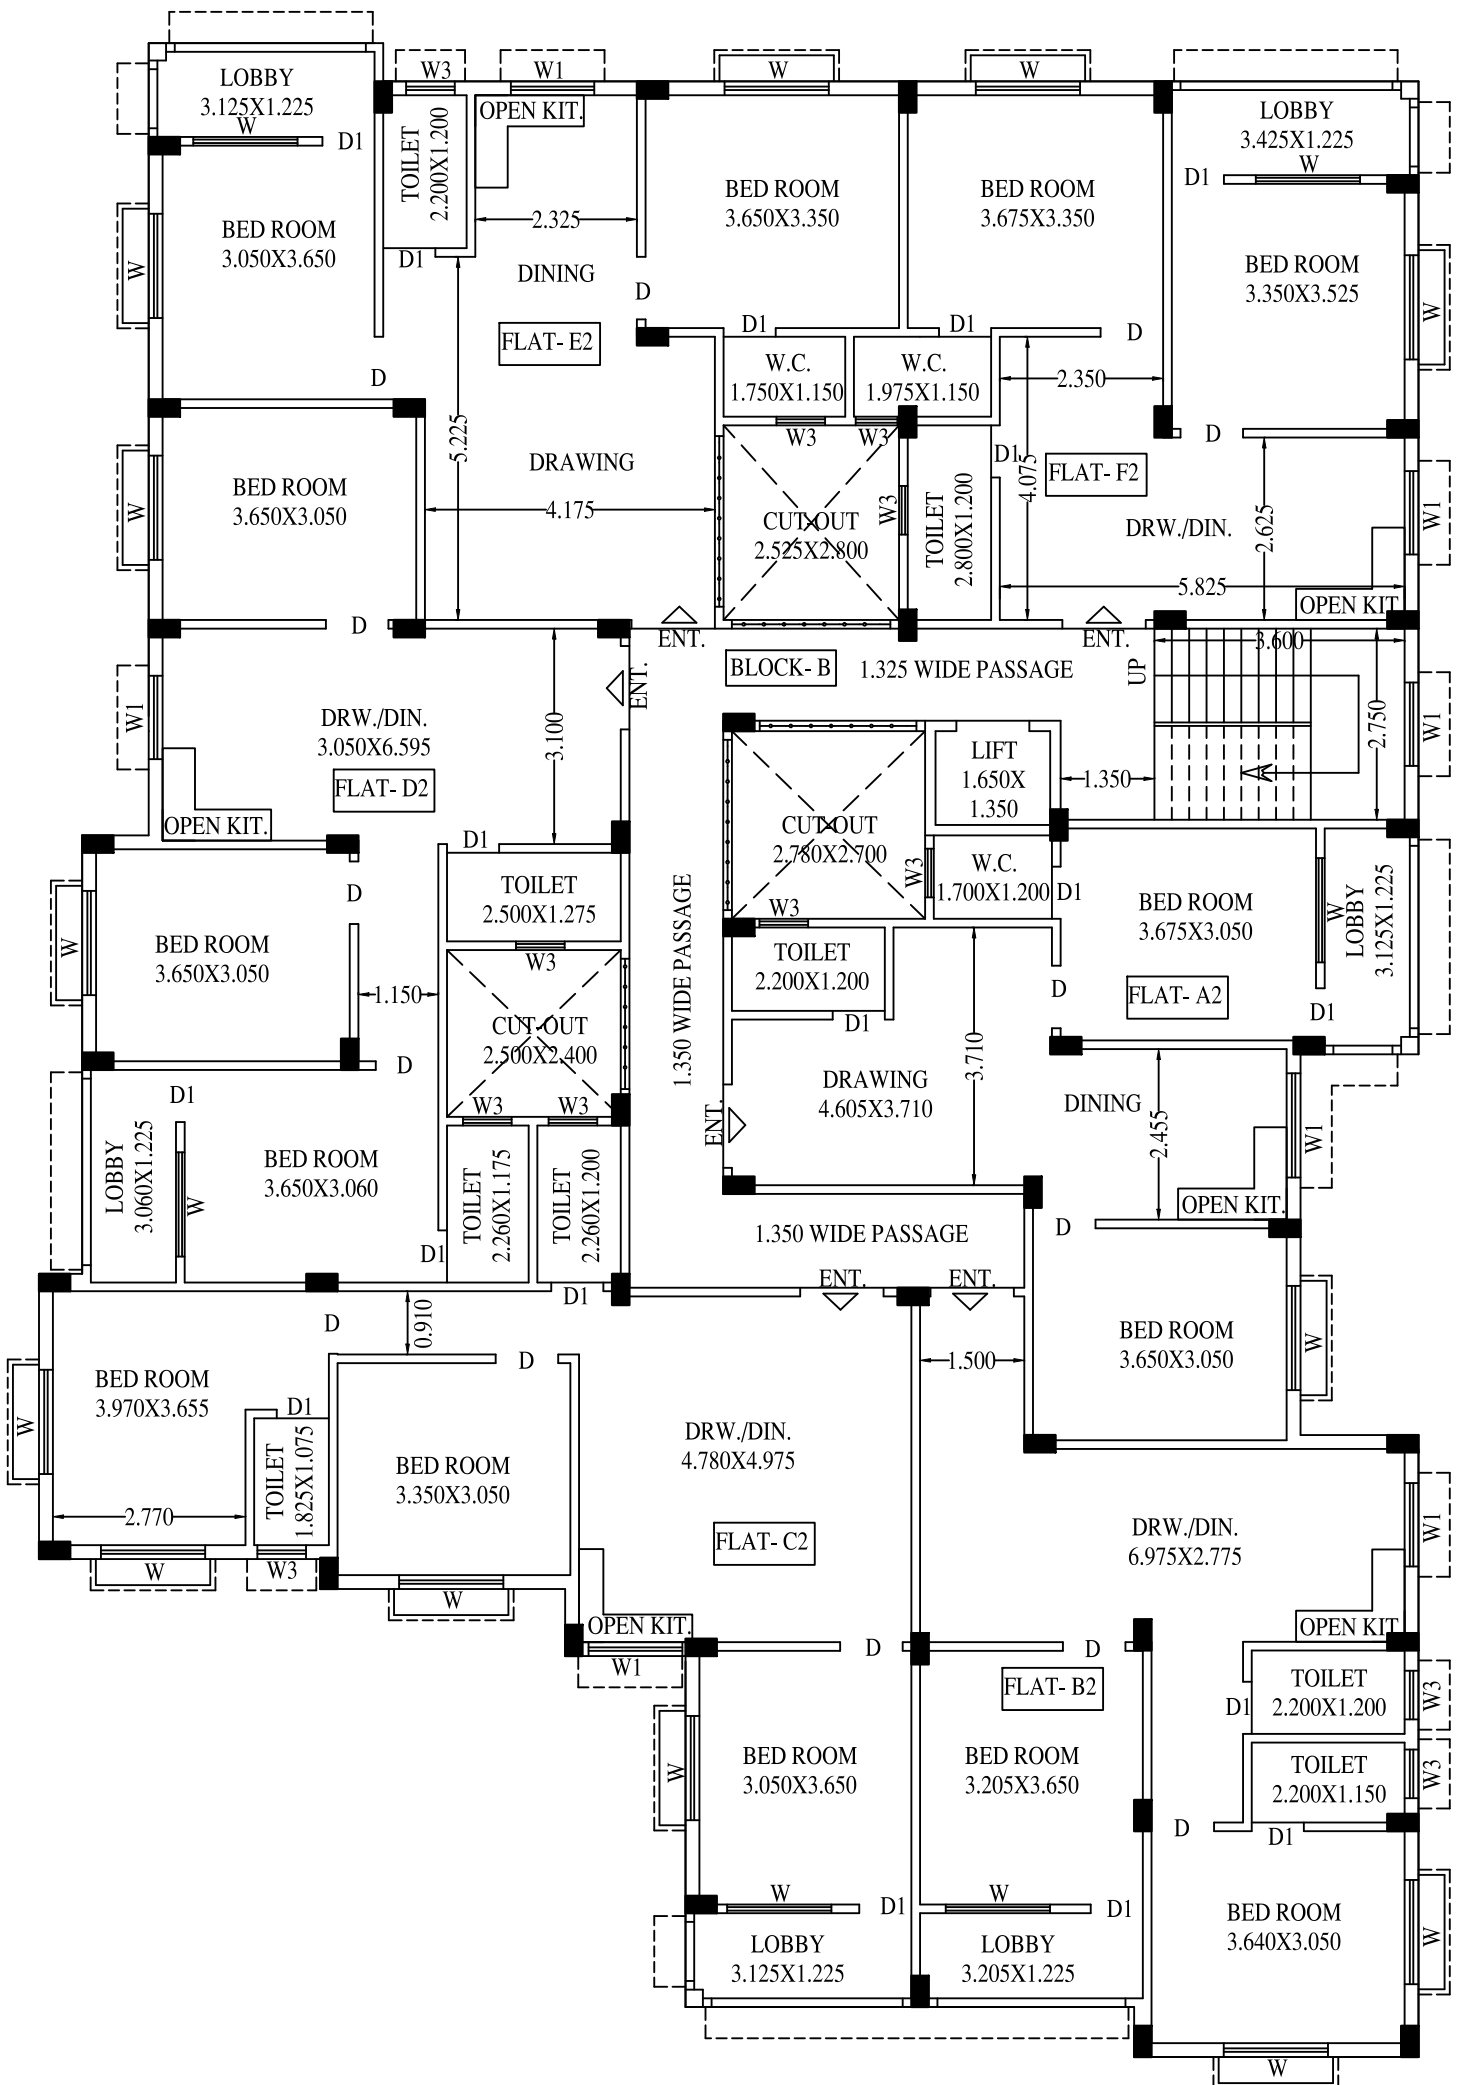 LOBBY
3.125X1.225
W
D1
W3
W1
TOILET
2.200X1.200
OPEN KIT.
W
W
LOBBY
3.425X1.225
W
D1
BED ROOM
3.050X3.650
W
D1
2.325
DINING
FLAT- E2
D
BED ROOM
3.650X3.350
BED ROOM
3.675X3.350
BED ROOM
3.350X3.525
W
D1
D1
D
W.C.
1.750X1.150
W.C.
1.975X1.150
2.350
D
D
W3
W3
BED ROOM
3.650X3.050
W
5.225
DRAWING
4.175
CUT-OUT
2.525X2.800
W3
TOILET
2.800X1.200
D1
4.075
FLAT- F2
DRW./DIN.
2.625
W1
5.825
OPEN KIT
D
ENT.
ENT.
3.600
BLOCK- B
1.325 WIDE PASSAGE
UP
ENT.
W1
DRW./DIN.
3.050X6.595
FLAT- D2
3.100
OPEN KIT.
LIFT
1.650X
1.350
1.350
2.750
W1
CUT-OUT
2.780X2.700
W3
W.C.
1.700X1.200
D1
D1
TOILET
2.500X1.275
D
BED ROOM
3.650X3.050
W
1.150
W3
1.350 WIDE PASSAGE
W3
TOILET
2.200X1.200
D1
BED ROOM
3.675X3.050
W
LOBBY
3.125X1.225
FLAT- A2
D
D1
CUT-OUT
2.500X2.400
D
DRAWING
4.605X3.710
3.710
DINING
2.455
W1
OPEN KIT.
D1
LOBBY
3.060X1.225
W
BED ROOM
3.650X3.060
W3
W3
TOILET
2.260X1.175
TOILET
2.260X1.200
D1
ENT.
D
1.350 WIDE PASSAGE
ENT.
ENT.
D1
D
0.910
D
1.500
BED ROOM
3.650X3.050
W
BED ROOM
3.970X3.655
W
D1
TOILET
1.825X1.075
2.770
BED ROOM
3.350X3.050
DRW./DIN.
4.780X4.975
FLAT- C2
DRW./DIN.
6.975X2.775
W1
W
W3
W
OPEN KIT.
W1
D
D
OPEN KIT
FLAT- B2
TOILET
2.200X1.200
D1
W3
BED ROOM
3.050X3.650
W
BED ROOM
3.205X3.650
TOILET
2.200X1.150
W3
D
D1
W
D1
W
D1
LOBBY
3.125X1.225
LOBBY
3.205X1.225
BED ROOM
3.640X3.050
W
W